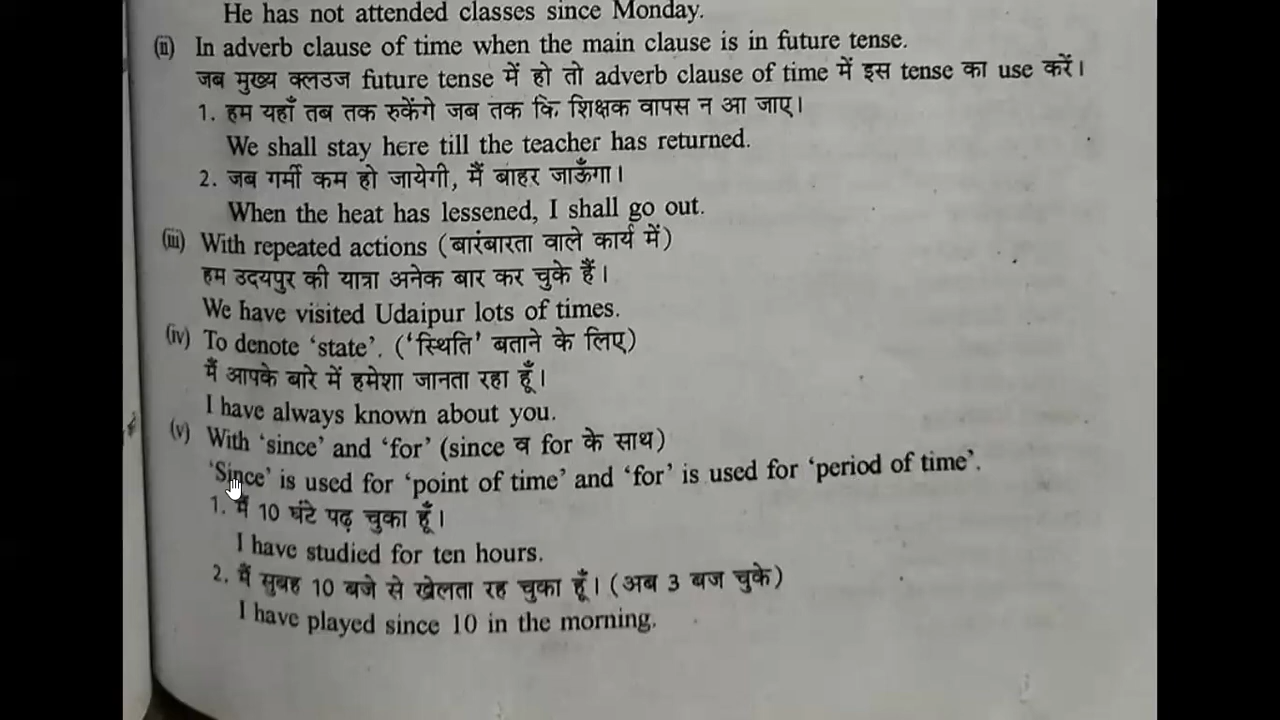 He has not attended classes since Monday.
(ii) In adverb clause of time when the main clause is in future tense.
जब मुख्य क्लउज future tense में हो तो adverb clause of time में इस tense का use करें।
1. हम यहाँ तब तक रुकेंगे जब तक कि शिक्षक वापस न आ जाए।
We shall stay here till the teacher has returned.
2. जब गर्मी कम हो जायेगी, मैं बाहर जाऊँगा।
When the heat has lessened, I shall go out.
(iii) With repeated actions (बारंबारता वाले कार्य में)
हम उदयपुर की यात्रा अनेक बार कर चुके हैं।
We have visited Udaipur lots of times.
(iv) To denote ‘state’. (‘स्थिति’ बताने के लिए)
मैं आपके बारे में हमेशा जानता रहा हूँ।
I have always known about you.
(v) With ‘since’ and ‘for’ (since व for के साथ)
‘Since’ is used for ‘point of time’ and ‘for’ is used for ‘period of time’.
1. मैं 10 घंटे पढ़ चुका हूँ।
I have studied for ten hours.
2. मैं सुबह 10 बजे से खेलता रह चुका हूँ। (अब 3 बज चुके)
I have played since 10 in the morning.